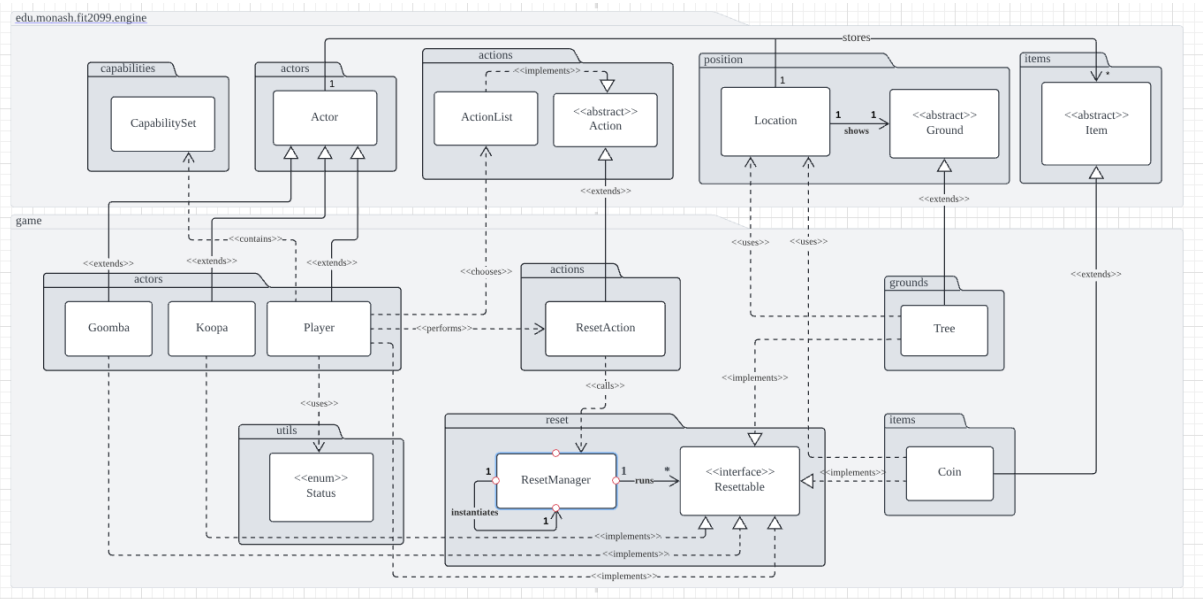 edu.monash.fit2099.engine
stores
capabilities
actors
actions
position
items
CapabilitySet
1
Actor
<<implements>>
ActionList
<<abstract>>
Action
1
Location
1
1
shows
<<abstract>>
Ground
*
<<abstract>>
Item
<<extends>>
<<extends>>
game
<<contains>>
<<uses>>
<<uses>>
<<extends>>
<<extends>>
<<extends>>
<<chooses>>
<<extends>>
actors
actions
grounds
Goomba
Koopa
Player
<<performs>>
ResetAction
Tree
<<uses>>
<<calls>>
<<implements>>
utils
reset
items
<<enum>>
Status
1
ResetManager
1
runs
*
<<interface>>
Resettable
<<implements>>
Coin
instantiates
1
<<implements>>
<<implements>>
<<implements>>